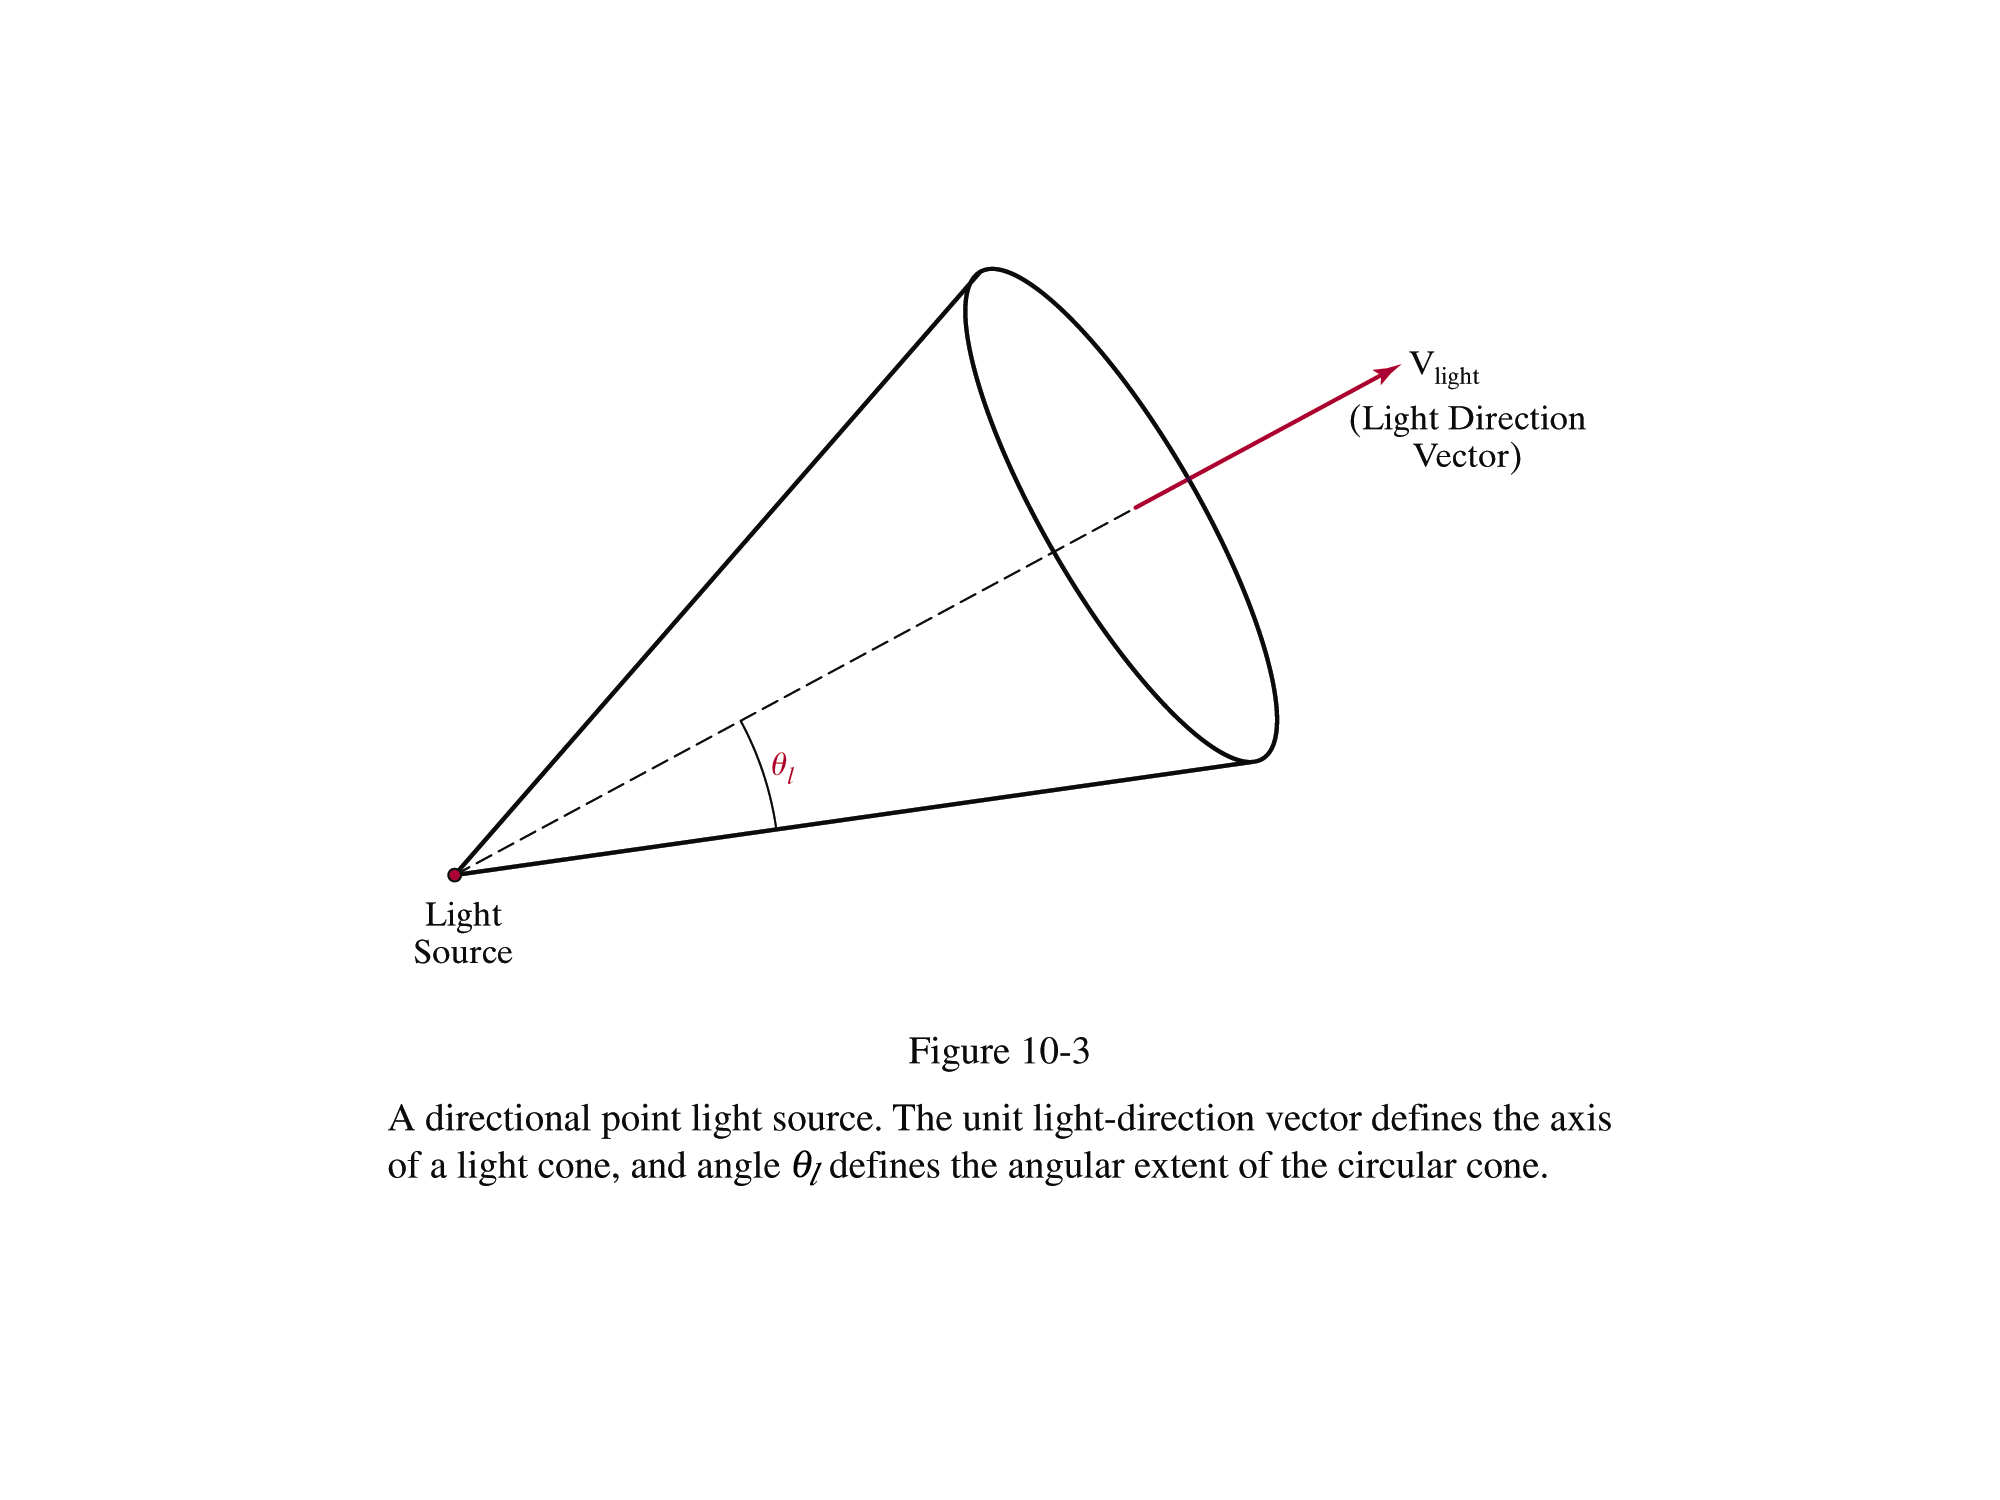 V_light
(Light Direction
Vector)
θ_l
Light
Source
Figure 10-3
A directional point light source. The unit light-direction vector defines the axis
of a light cone, and angle θ_l defines the angular extent of the circular cone.